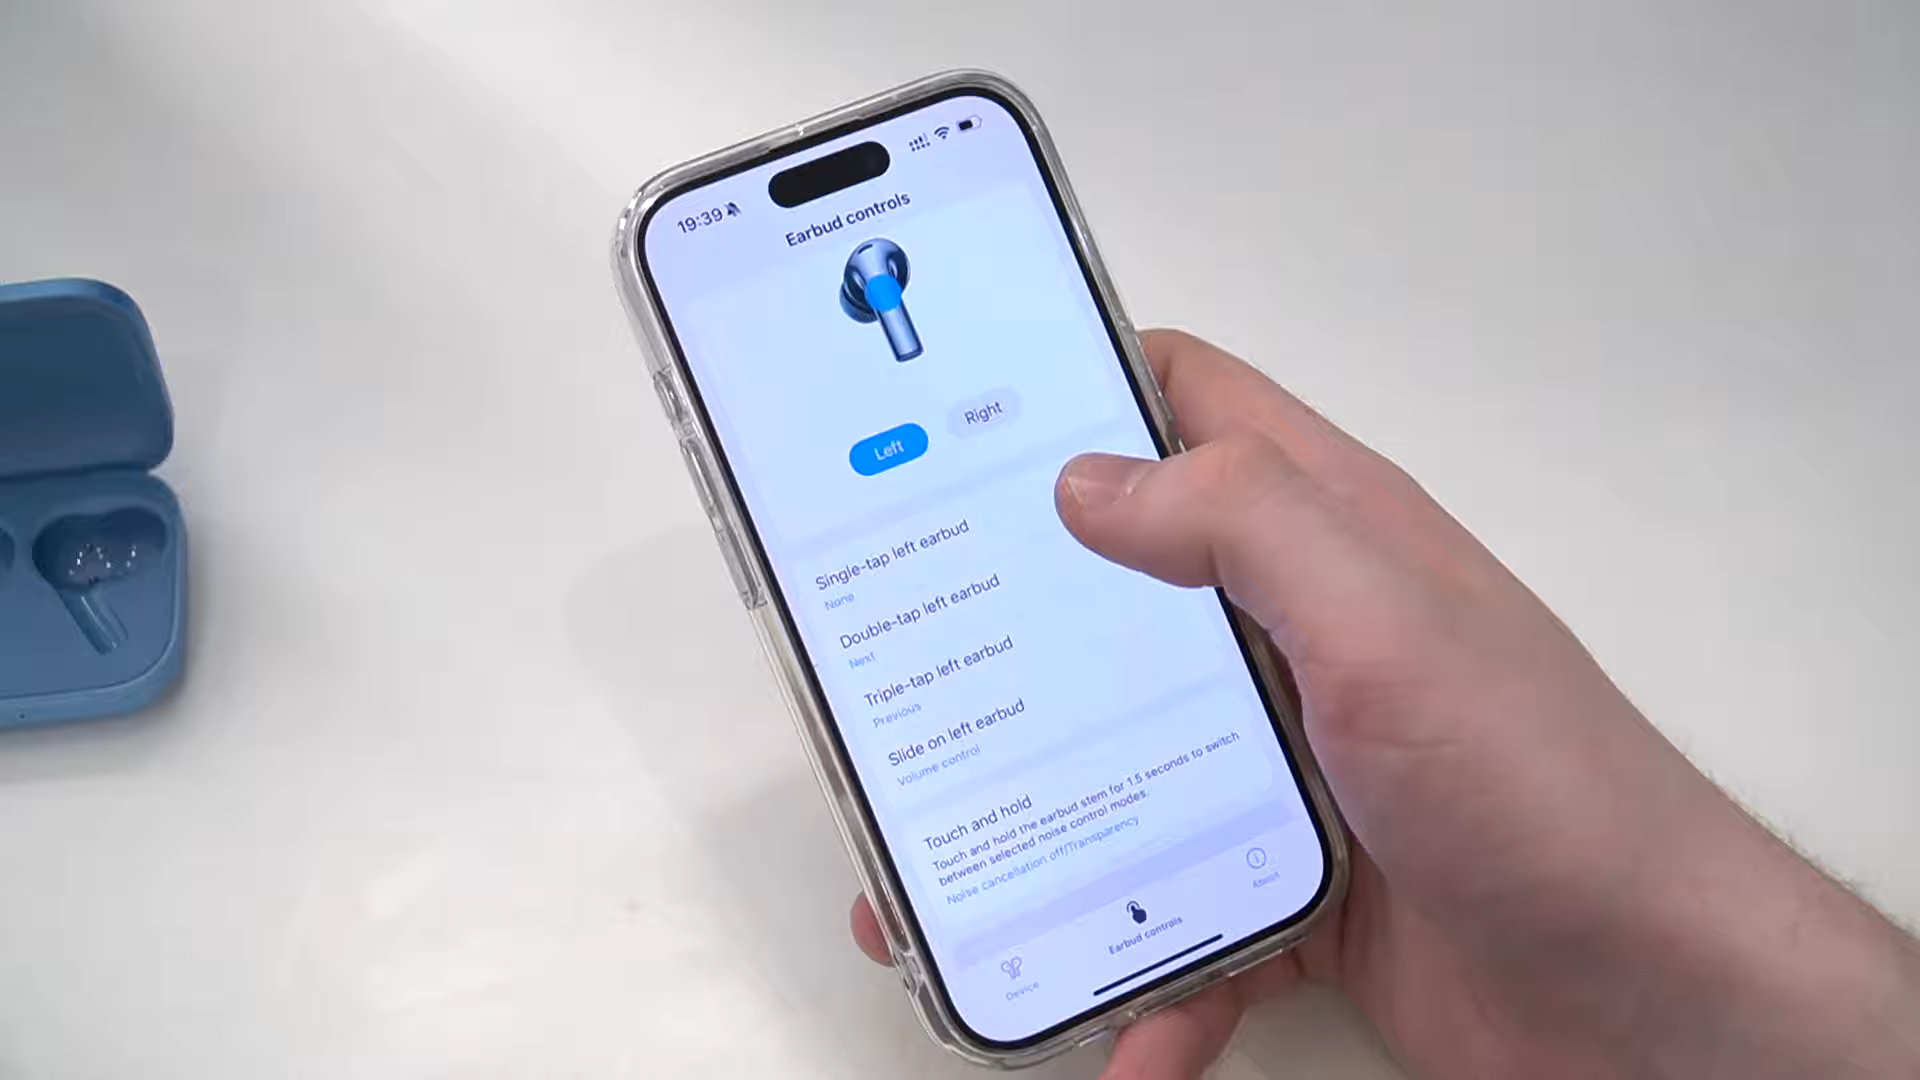 19:39
Earbud controls
Left
Right
Single-tap left earbud
None
Double-tap left earbud
Next
Triple-tap left earbud
Previous
Slide on left earbud
Volume control
Touch and hold
Touch and hold the earbud stem for 1.5 seconds to switch
between selected noise control modes.
Noise cancellation off/Transparency
Device
Earbud controls
About